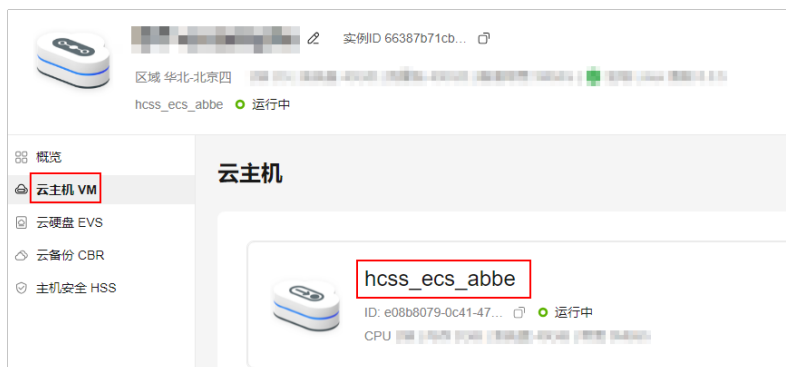 实例ID 66387b71cb...
区域 华北-北京四
hcss_ecs_abbe 运行中
概览
云主机 VM
云硬盘 EVS
云备份 CBR
主机安全 HSS
云主机
hcss_ecs_abbe
ID: e08b8079-0c41-47... 运行中
CPU